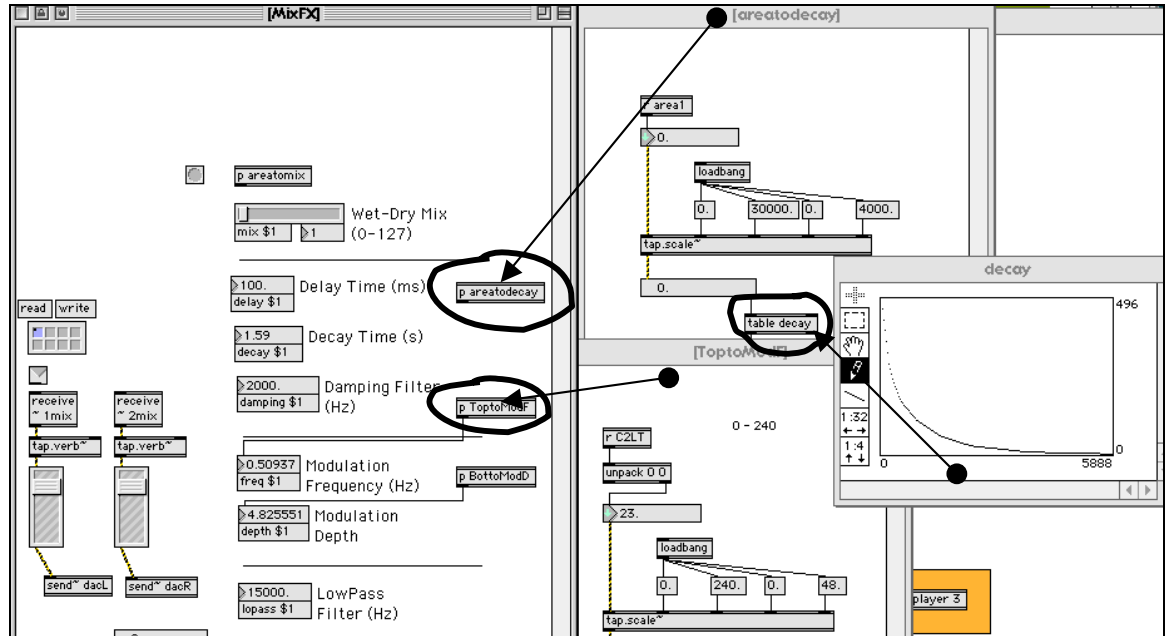 [MixFX]
p areatomix
Wet-Dry Mix
(0-127)
mix $1
1
100.
delay $1
Delay Time (ms)
p areatodecay
read
write
1.59
decay $1
Decay Time (s)
2000.
damping $1
Damping Filter
(Hz)
p ToptoModF
receive
~ 1mix
receive
~ 2mix
tap.verb~
tap.verb~
0.50937
freq $1
Modulation
Frequency (Hz)
p BottoModD
4.825551
depth $1
Modulation
Depth
send~ dacL
send~ dacR
15000.
lopass $1
LowPass
Filter (Hz)
[areatodecay]
r area1
0.
loadbang
0.
30000.
0.
4000.
tap.scale~
0.
table decay
decay
496
0
0
5888
1:32
1:4
[ToptoModF]
0 - 240
r C2LT
unpack 0 0
23.
loadbang
0.
240.
0.
48.
tap.scale~
player 3